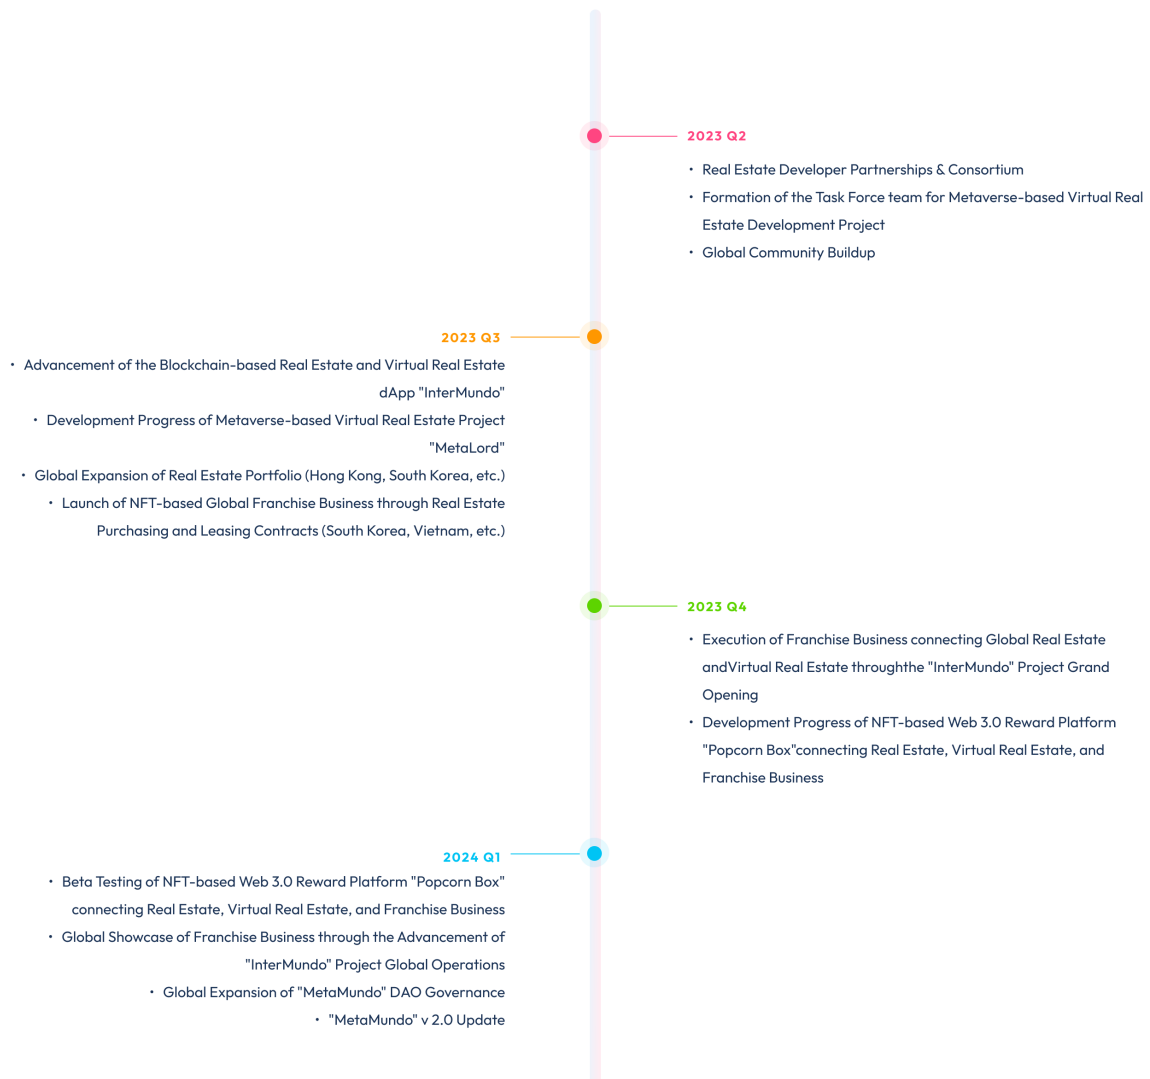 2023 Q2
• Real Estate Developer Partnerships & Consortium
• Formation of the Task Force team for Metaverse-based Virtual Real
Estate Development Project
• Global Community Buildup
2023 Q3
• Advancement of the Blockchain-based Real Estate and Virtual Real Estate
dApp "InterMundo"
• Development Progress of Metaverse-based Virtual Real Estate Project
"MetaLord"
• Global Expansion of Real Estate Portfolio (Hong Kong, South Korea, etc.)
• Launch of NFT-based Global Franchise Business through Real Estate
Purchasing and Leasing Contracts (South Korea, Vietnam, etc.)
2023 Q4
• Execution of Franchise Business connecting Global Real Estate
andVirtual Real Estate throughthe "InterMundo" Project Grand
Opening
• Development Progress of NFT-based Web 3.0 Reward Platform
"Popcorn Box"connecting Real Estate, Virtual Real Estate, and
Franchise Business
2024 Q1
• Beta Testing of NFT-based Web 3.0 Reward Platform "Popcorn Box"
connecting Real Estate, Virtual Real Estate, and Franchise Business
• Global Showcase of Franchise Business through the Advancement of
"InterMundo" Project Global Operations
• Global Expansion of "MetaMundo" DAO Governance
• "MetaMundo" v 2.0 Update